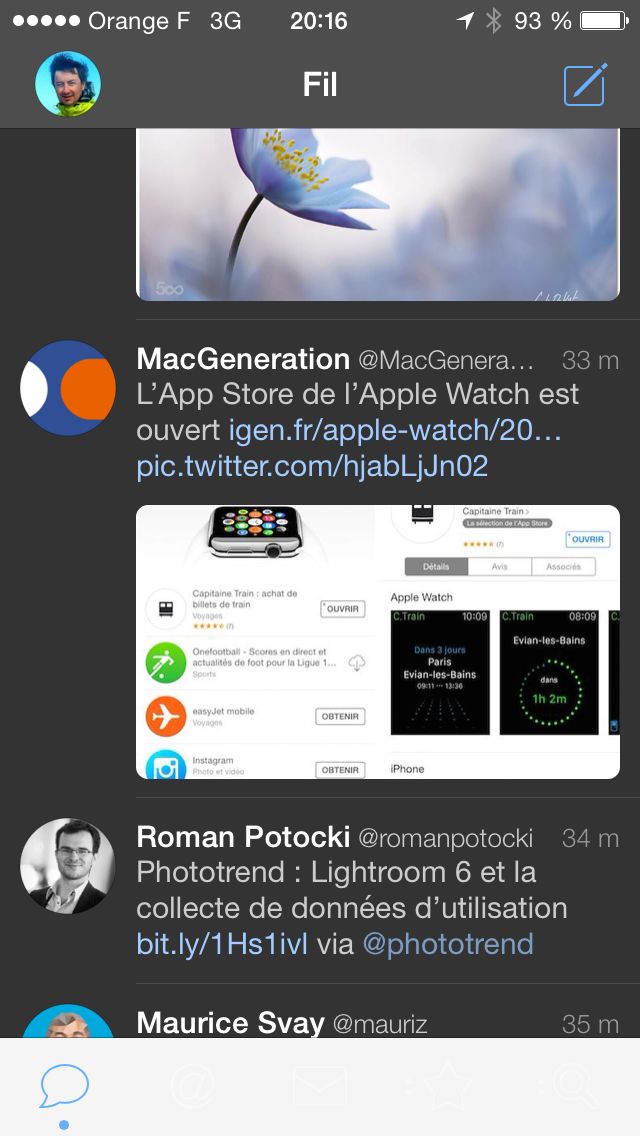 Orange F 3G 20:16 93 %
Fil
500
MacGeneration @MacGenera... 33 m
L'App Store de l'Apple Watch est
ouvert igen.fr/apple-watch/20...
pic.twitter.com/hjabLjJn02
Capitaine Train : achat de
billets de train
Voyages
(7)
OUVRIR
Onefootball - Scores en direct et
actualités de foot pour la Ligue 1...
Sports
easyJet mobile
Voyages
OBTENIR
Instagram
Photo et vidéo
OBTENIR
Capitaine Train >
La sélection de l'App Store
(7)
OUVRIR
Détails Avis Associés
Apple Watch
C.Train 10:09
Dans 3 jours
Paris
Evian-les-Bains
09:11 ··· 13:36
C.Train 08:09
Evian-les-Bains
dans
1h 2m
iPhone
Roman Potocki @romanpotocki 34 m
Phototrend : Lightroom 6 et la
collecte de données d'utilisation
bit.ly/1Hs1ivl via @phototrend
Maurice Svay @mauriz 35 m